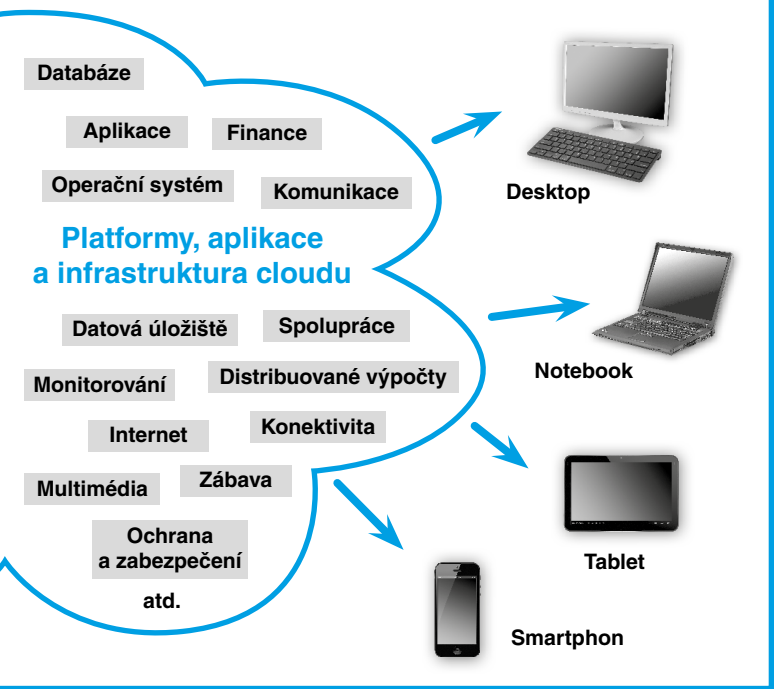 Databáze
Aplikace
Finance
Operační systém
Komunikace
Desktop
Platformy, aplikace
a infrastruktura cloudu
Datová úložiště
Spolupráce
Notebook
Monitorování
Distribuované výpočty
Internet
Konektivita
Multimédia
Zábava
Ochrana
a zabezpečení
atd.
Tablet
Smartphon